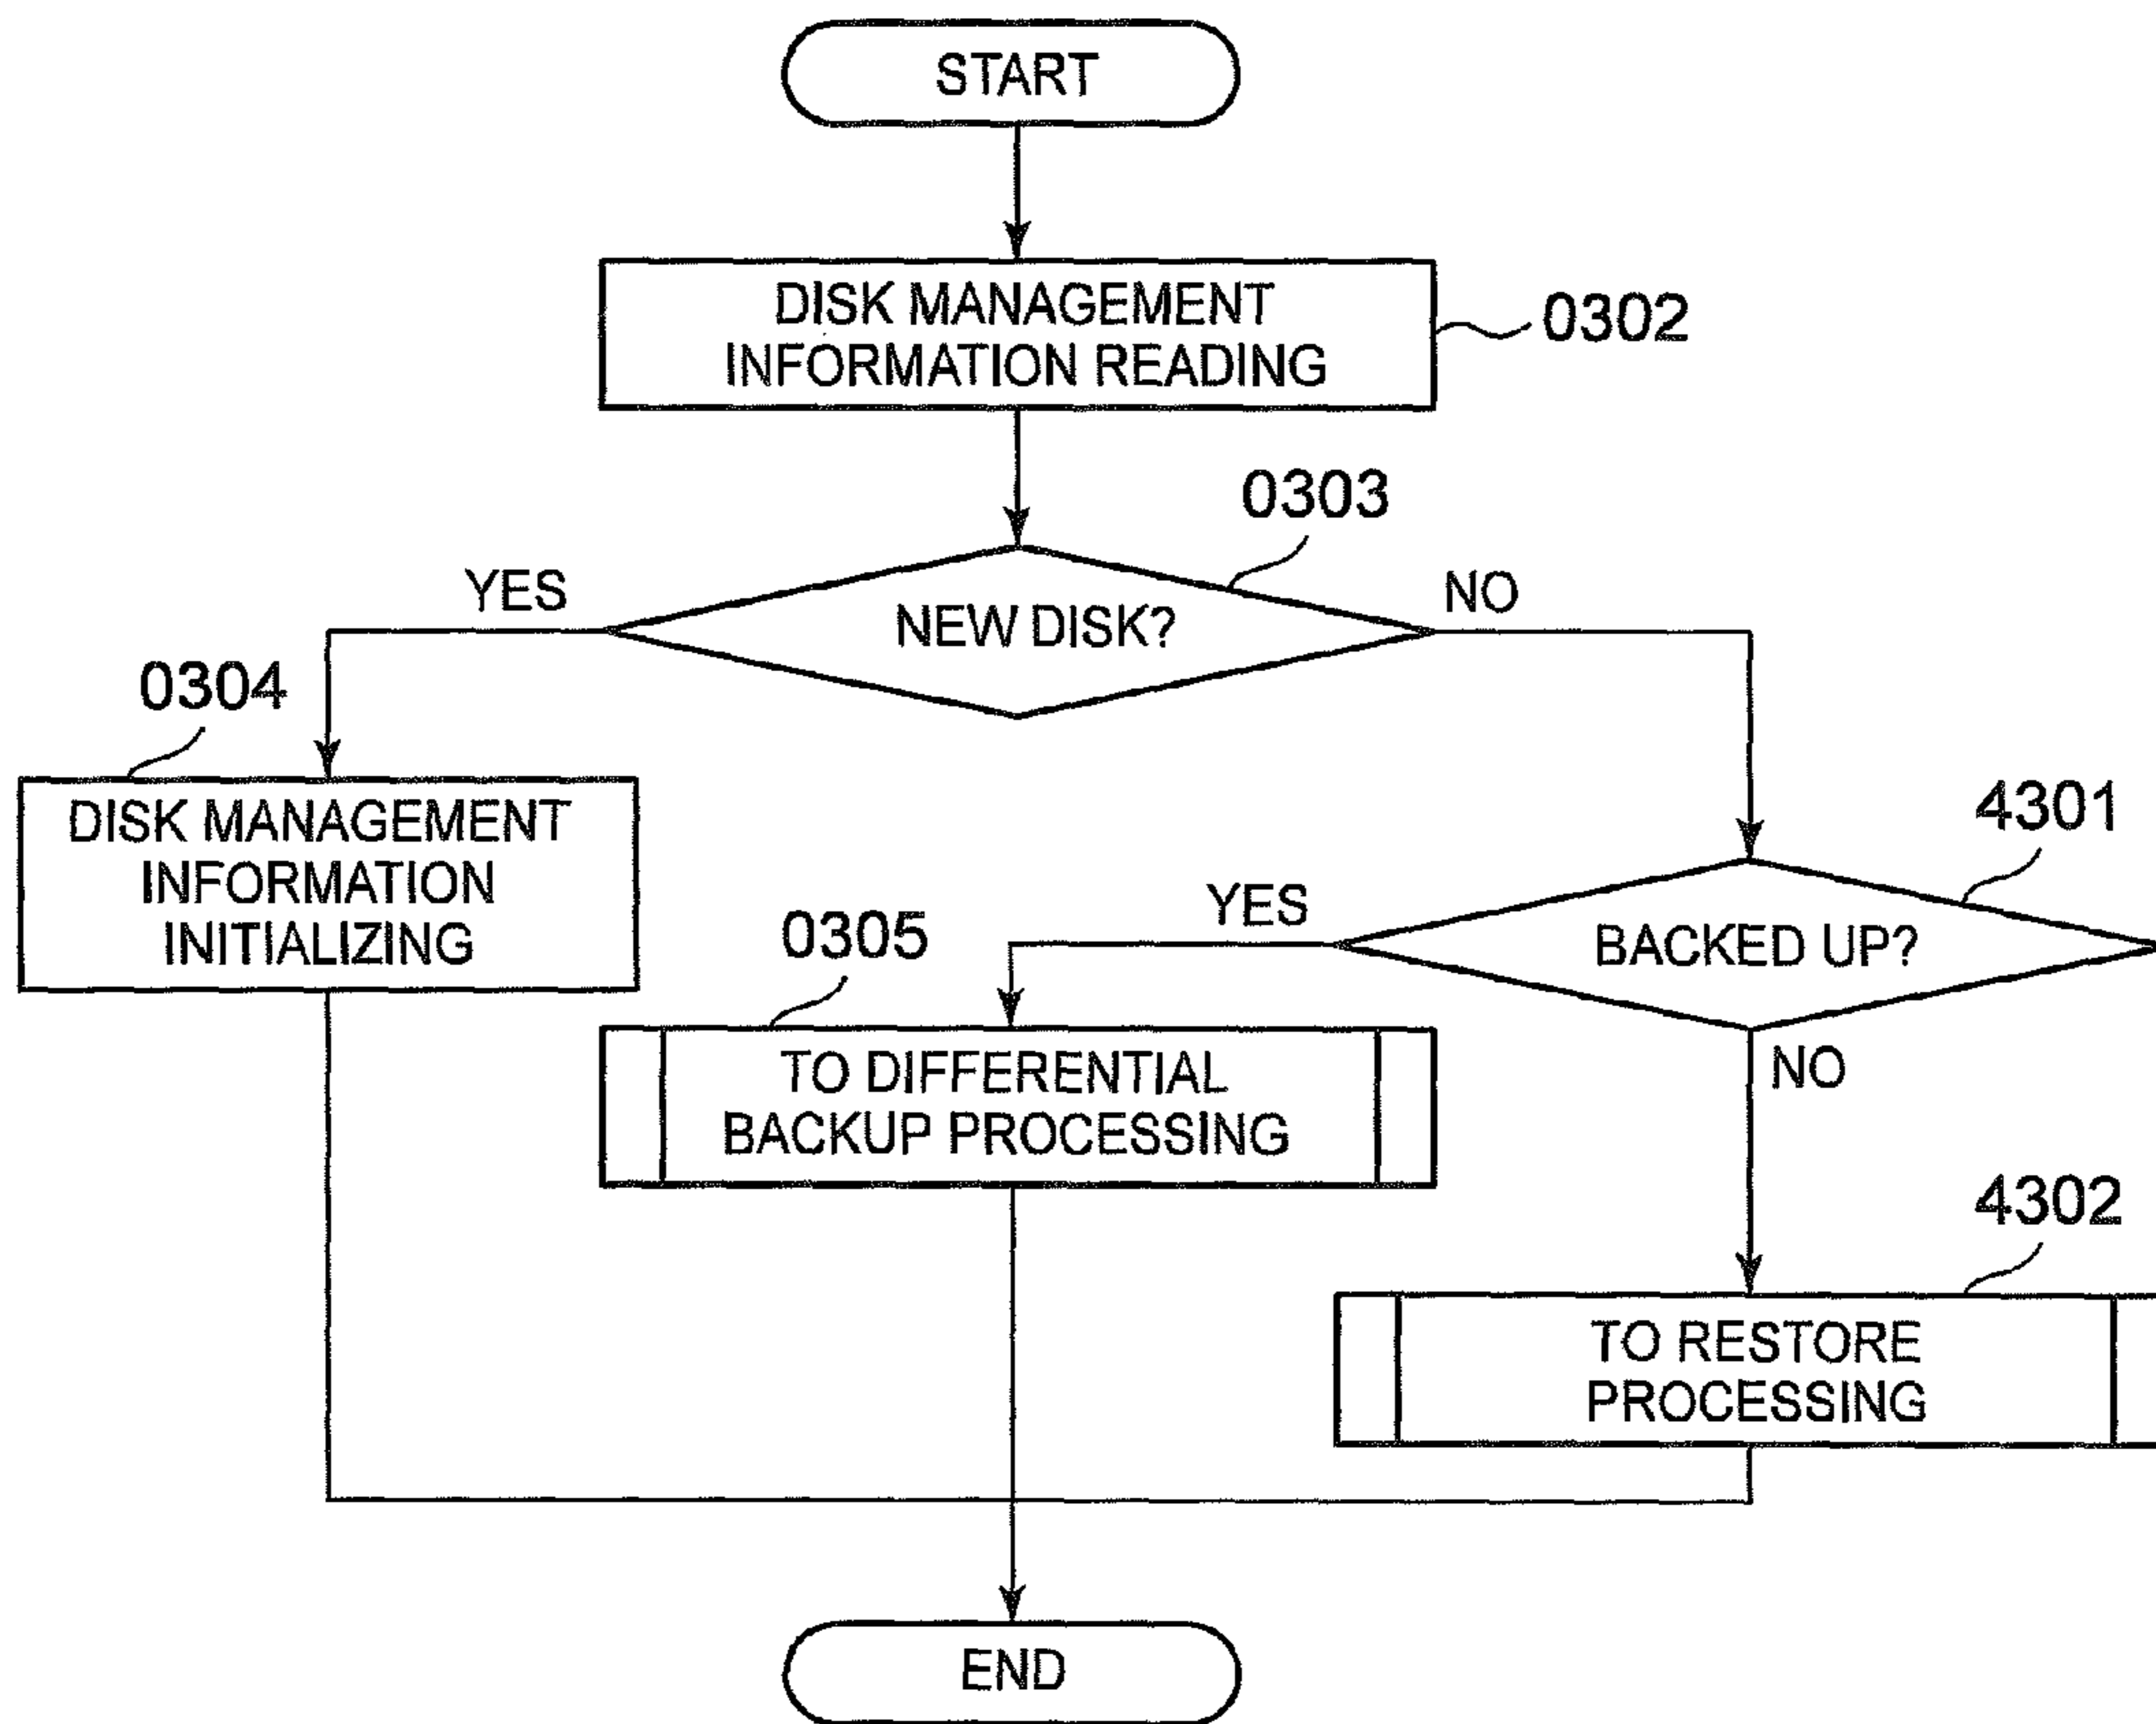 START
DISK MANAGEMENT
INFORMATION READING
0302
0303
YES
NEW DISK?
NO
0304
DISK MANAGEMENT
INFORMATION
INITIALIZING
4301
YES
BACKED UP?
0305
TO DIFFERENTIAL
BACKUP PROCESSING
NO
4302
TO RESTORE
PROCESSING
END